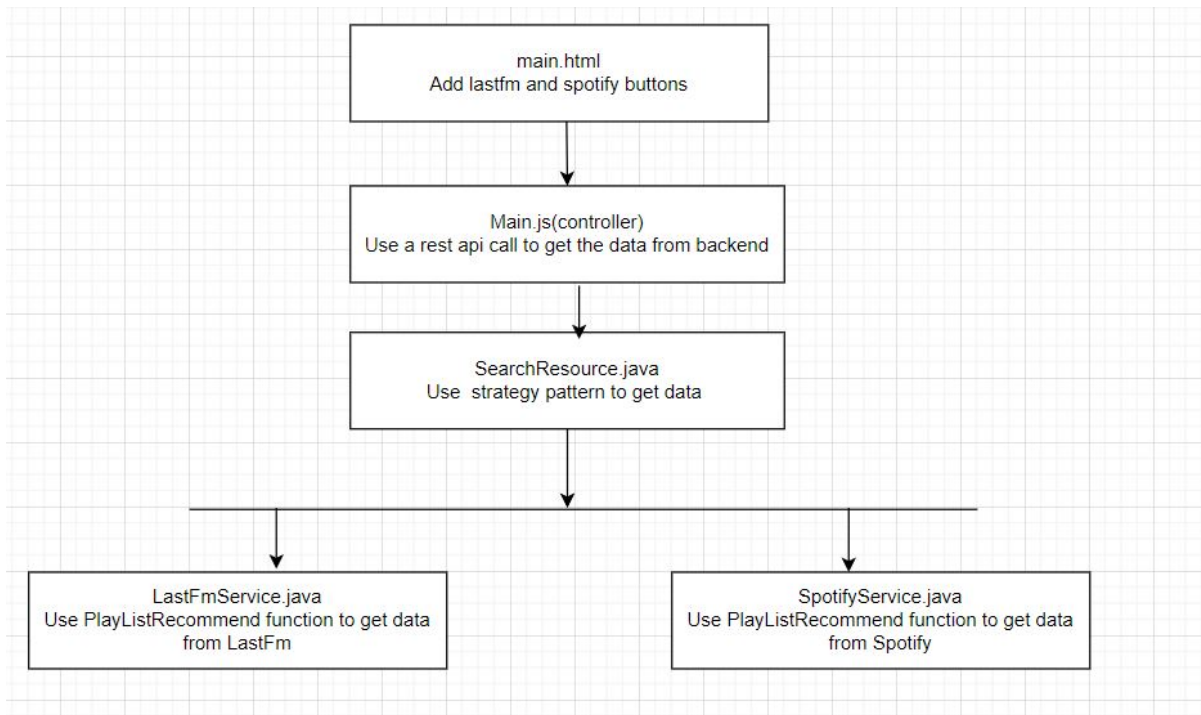 main.html
Add lastfm and spotify buttons
Main.js(controller)
Use a rest api call to get the data from backend
SearchResource.java
Use strategy pattern to get data
LastFmService.java
Use PlayListRecommend function to get data
from LastFm
SpotifyService.java
Use PlayListRecommend function to get data
from Spotify